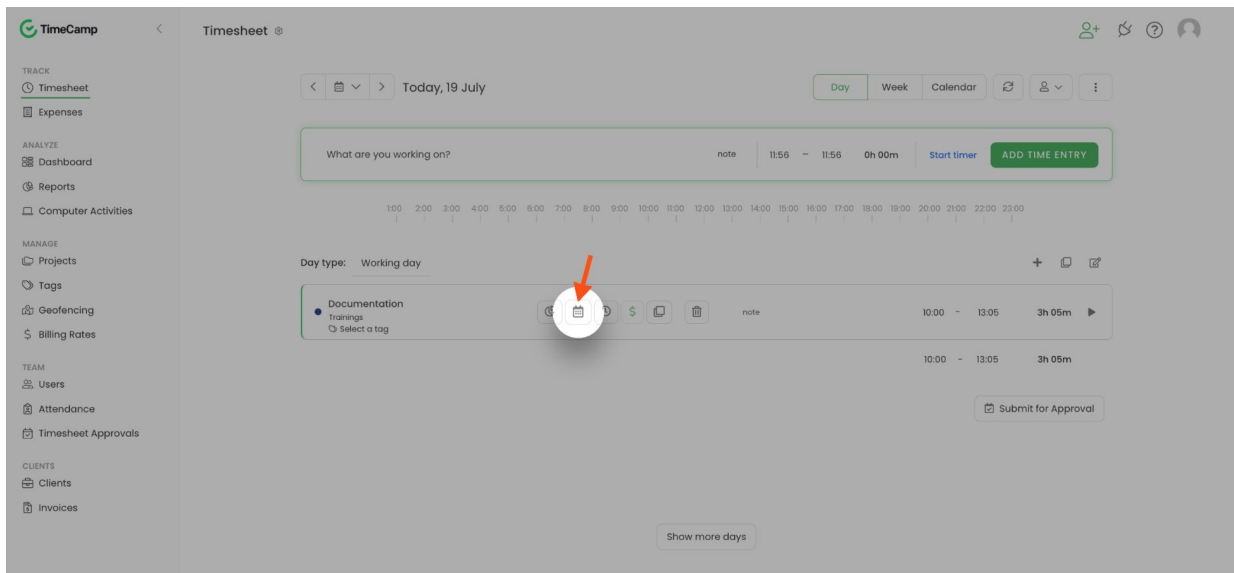 TimeCamp
Timesheet
TRACK
Timesheet
Expenses
ANALYZE
Dashboard
Reports
Computer Activities
MANAGE
Projects
Tags
Geofencing
$ Billing Rates
TEAM
Users
Attendance
Timesheet Approvals
CLIENTS
Clients
Invoices
Today, 19 July
Day Week Calendar
What are you working on? note 11:56 – 11:56 0h 00m Start timer ADD TIME ENTRY
1:00 2:00 3:00 4:00 5:00 6:00 7:00 8:00 9:00 10:00 11:00 12:00 13:00 14:00 15:00 16:00 17:00 18:00 19:00 20:00 21:00 22:00 23:00
Day type: Working day
Documentation
Trainings
Select a tag
$ note 10:00 - 13:05 3h 05m
10:00 - 13:05 3h 05m
Submit for Approval
Show more days